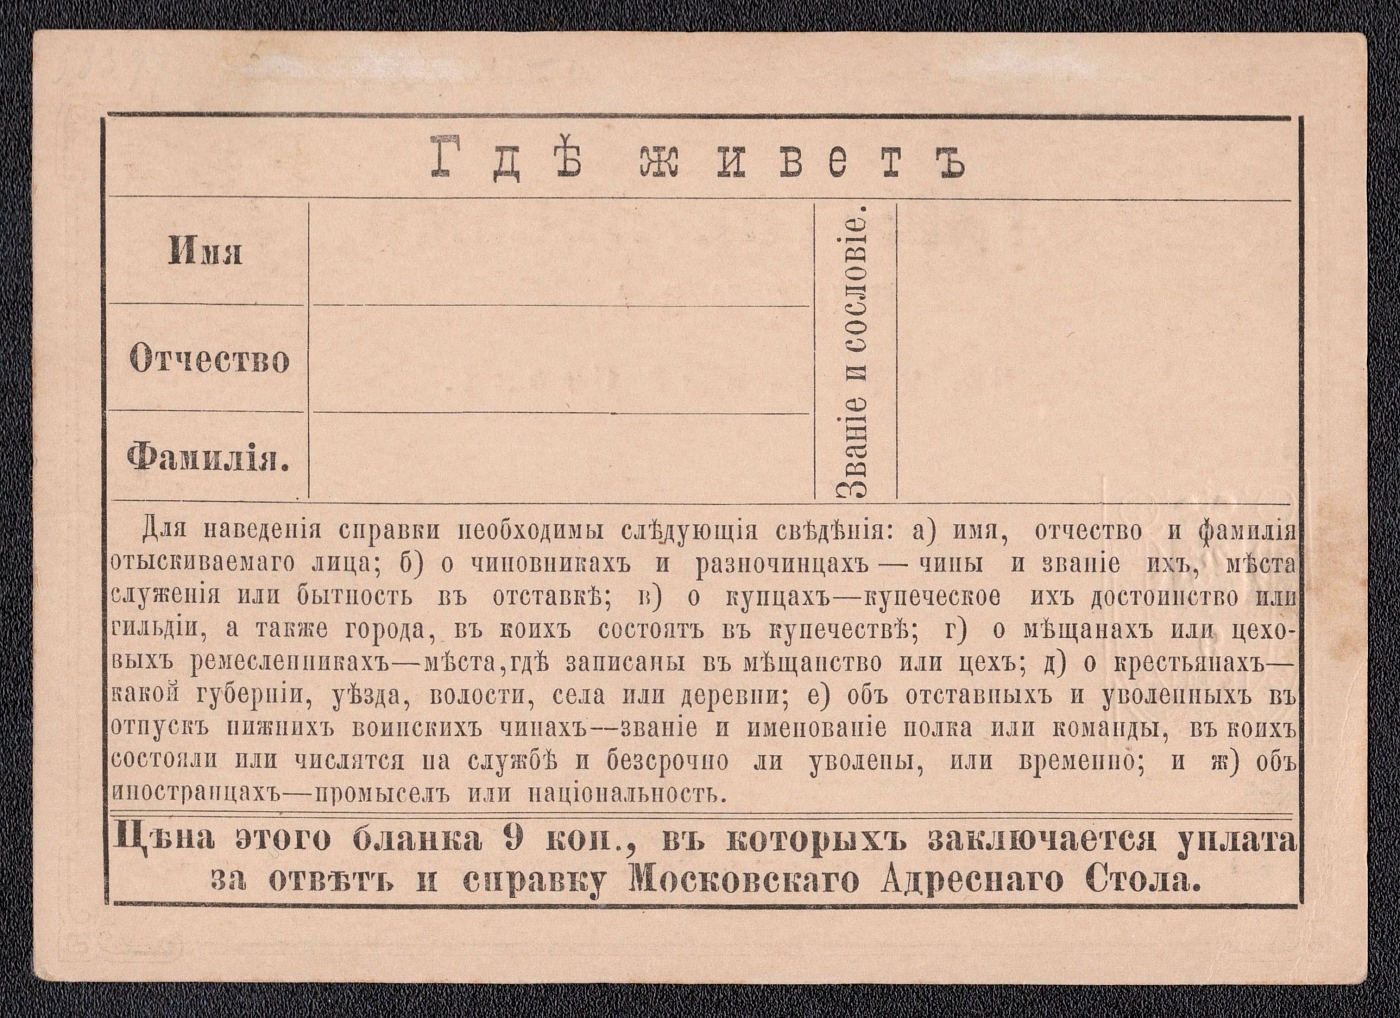 Гдѣ живетъ
Имя
Отчество
Фамилія.
Званіе и сословіе.
Для наведенія справки необходимы слѣдующія свѣдѣнія: а) имя, отчество и фамилія
отыскиваемаго лица; б) о чиновникахъ и разночинцахъ — чины и званіе ихъ, мѣста
служенія или бытность въ отставкѣ; в) о купцахъ—купеческое ихъ достоинство или
гильдіи, а также города, въ коихъ состоятъ въ купечествѣ; г) о мѣщанахъ или цехо-
выхъ ремесленникахъ—мѣста,гдѣ записаны въ мѣщанство или цехъ; д) о крестьянахъ—
какой губерніи, уѣзда, волости, села или деревни; е) объ отставныхъ и уволенныхъ въ
отпускъ нижнихъ воинскихъ чинахъ—званіе и именованіе полка или команды, въ коихъ
состояли или числятся на службѣ и безсрочно ли уволены, или временно; и ж) объ
иностранцахъ—промыселъ или національность.
Цѣна этого бланка 9 коп., въ которыхъ заключается уплата
за отвѣтъ и справку Московскаго Адреснаго Стола.